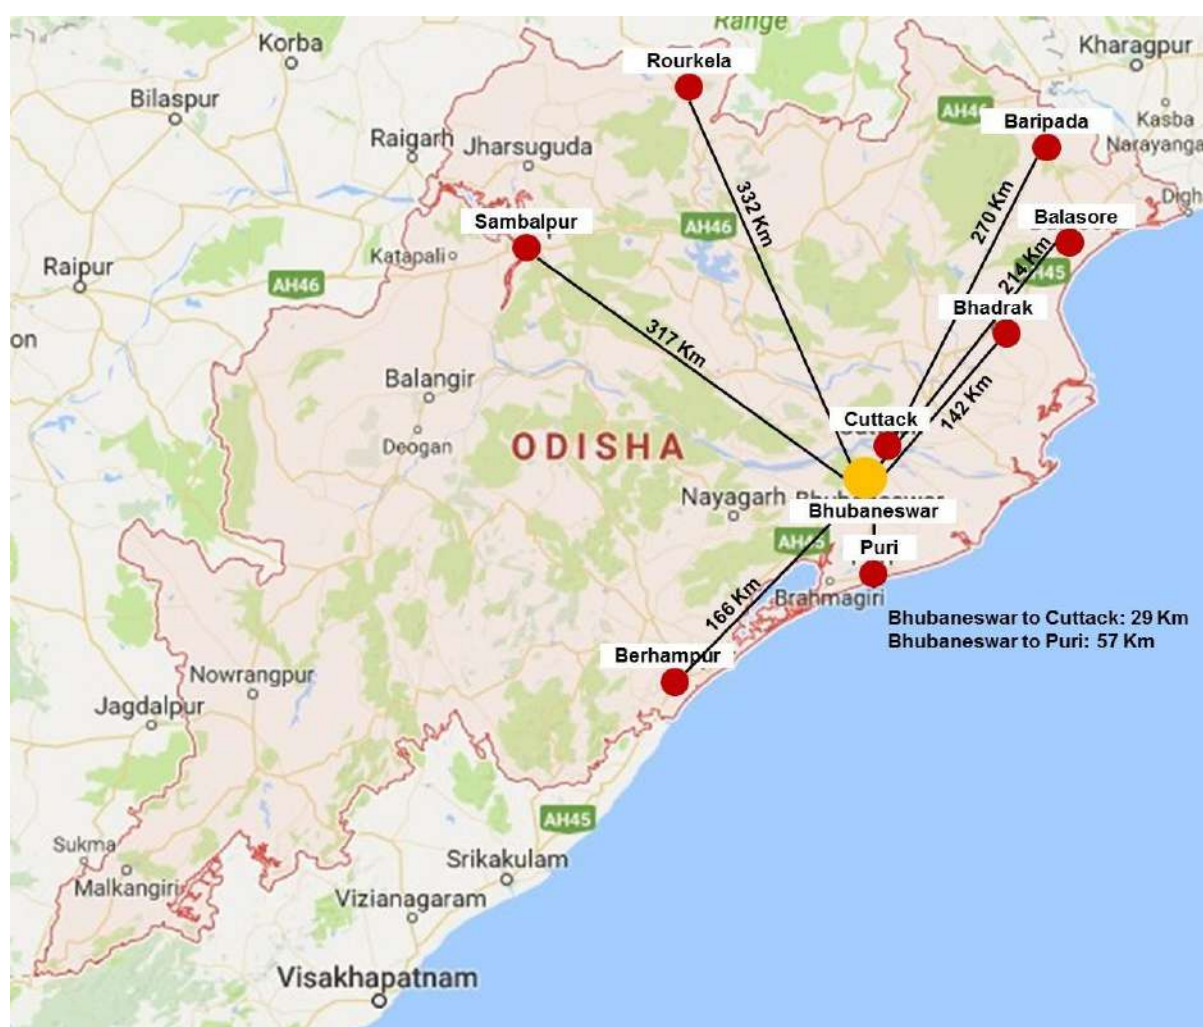 Range
Korba
Rourkela
Kharagpur
Bilaspur
AH46
Baripada
Kasba
Narayanga
Raigarh
Jharsuguda
332 Km
270 Km
Digh
Sambalpur
AH46
Balasore
Katapali
Raipur
AH46
AH45
214 Km
Bhadrak
on
317 Km
Balangir
142 Km
Cuttack
Deogan
ODISHA
Nayagarh
Bhubaneswar
AH45
Puri
Brahmagiri
166 Km
Bhubaneswar to Cuttack: 29 Km
Bhubaneswar to Puri: 57 Km
Berhampur
Nowrangpur
Jagdalpur
AH45
Sukma
Srikakulam
Malkangiri
Vizianagaram
Visakhapatnam